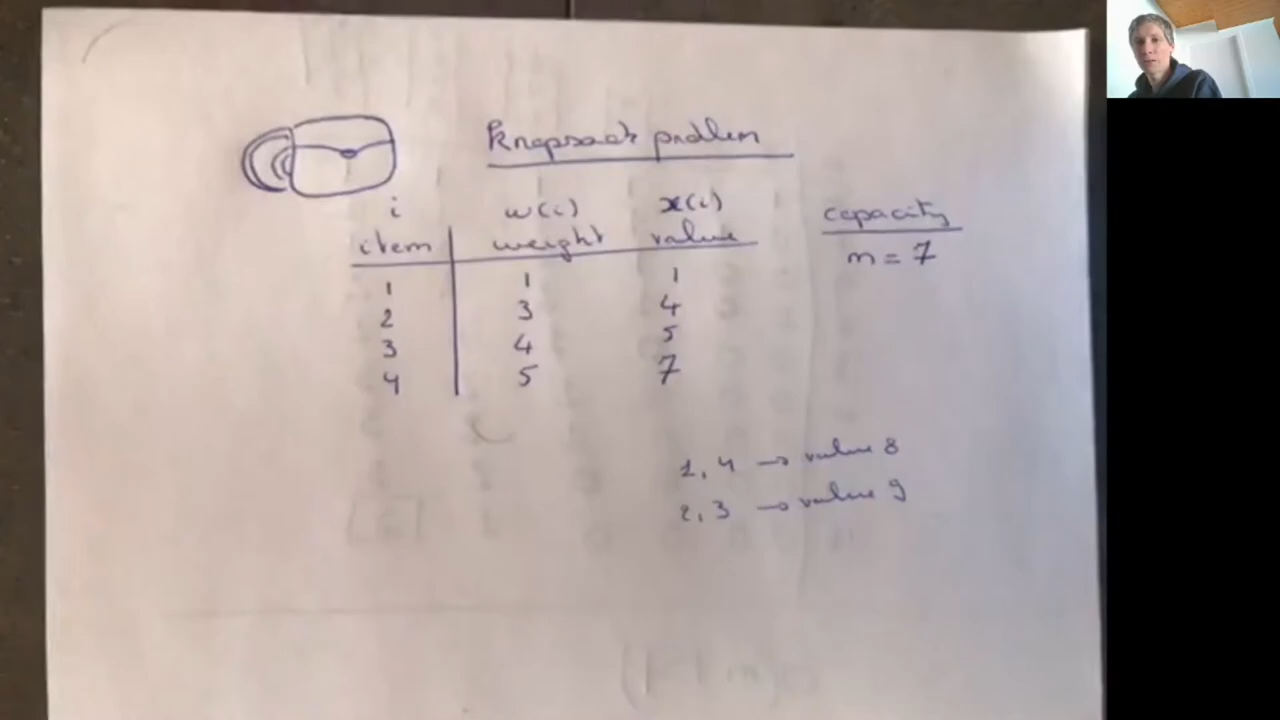 Knapsack problem
i w(i) x(i)
item weight value capacity
m = 7
1 1 1
2 3 4
3 4 5
4 5 7
1, 4 → value 8
2, 3 → value 9